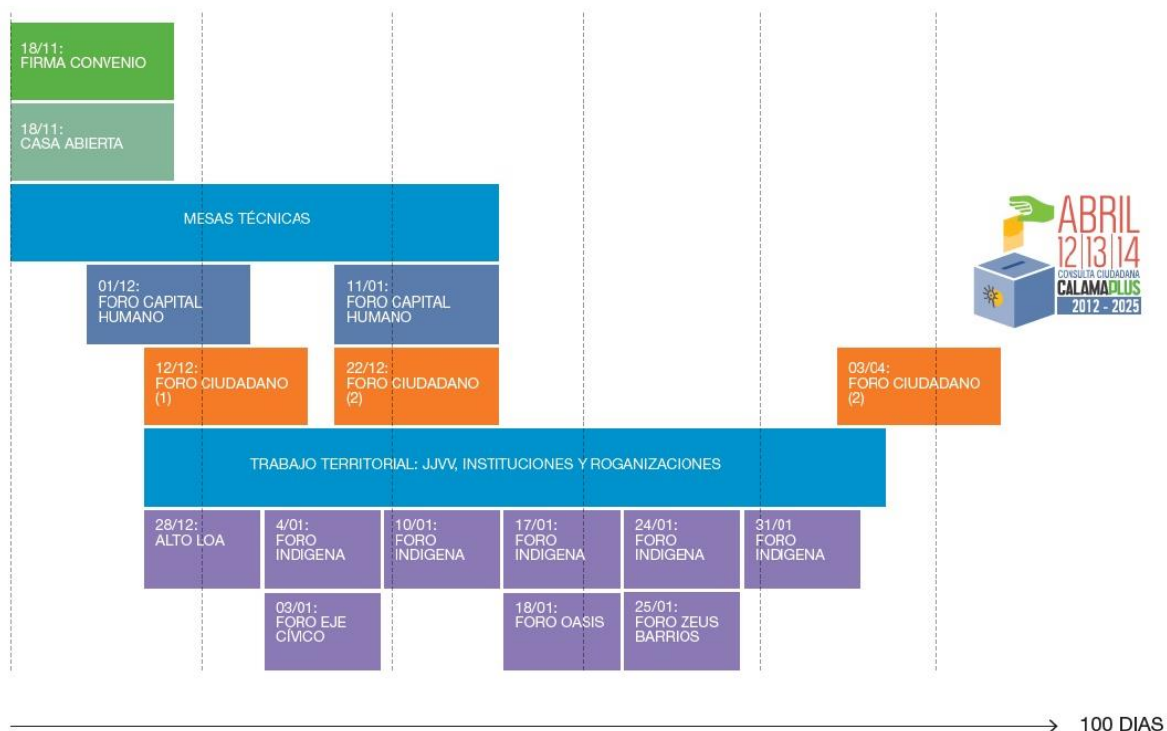 18/11:
FIRMA CONVENIO
18/11:
CASA ABIERTA
MESAS TÉCNICAS
01/12:
FORO CAPITAL
HUMANO
11/01:
FORO CAPITAL
HUMANO
ABRIL
12|13|14
CONSULTA CIUDADANA
CALAMAPLUS
2012 - 2025
12/12:
FORO CIUDADANO
(1)
22/12:
FORO CIUDADANO
(2)
03/04:
FORO CIUDADANO
(2)
TRABAJO TERRITORIAL: JJVV, INSTITUCIONES Y ROGANIZACIONES
28/12:
ALTO LOA
4/01:
FORO
INDIGENA
10/01:
FORO
INDIGENA
17/01:
FORO
INDIGENA
24/01:
FORO
INDIGENA
31/01
FORO
INDIGENA
03/01:
FORO EJE
CÍVICO
18/01:
FORO OASIS
25/01:
FORO ZEUS
BARRIOS
100 DIAS